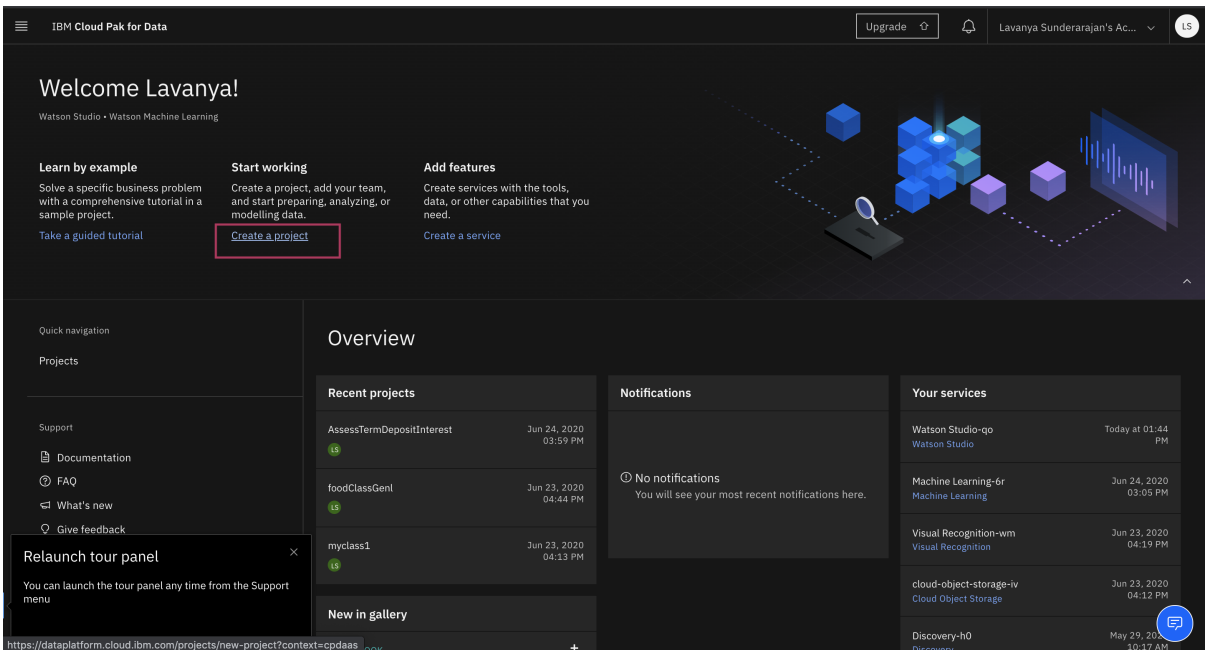 IBM Cloud Pak for Data
Upgrade
Lavanya Sunderarajan's Ac...
LS
Welcome Lavanya!
Watson Studio • Watson Machine Learning
Learn by example
Solve a specific business problem
with a comprehensive tutorial in a
sample project.
Take a guided tutorial
Start working
Create a project, add your team,
and start preparing, analyzing, or
modelling data.
Create a project
Add features
Create services with the tools,
data, or other capabilities that you
need.
Create a service
Quick navigation
Projects
Support
Documentation
FAQ
What's new
Give feedback
Relaunch tour panel
You can launch the tour panel any time from the Support
menu
https://dataplatform.cloud.ibm.com/projects/new-project?context=cpdaas
Overview
Recent projects
AssessTermDepositInterest
Jun 24, 2020
03:59 PM
LS
foodClassGenl
Jun 23, 2020
04:44 PM
LS
myclass1
Jun 23, 2020
04:13 PM
LS
New in gallery
Notifications
No notifications
You will see your most recent notifications here.
Your services
Watson Studio-qo
Today at 01:44
PM
Watson Studio
Machine Learning-6r
Jun 24, 2020
03:05 PM
Machine Learning
Visual Recognition-wm
Jun 23, 2020
04:19 PM
Visual Recognition
cloud-object-storage-iv
Jun 23, 2020
04:12 PM
Cloud Object Storage
Discovery-h0
May 29,
10:17 AM
Discovery